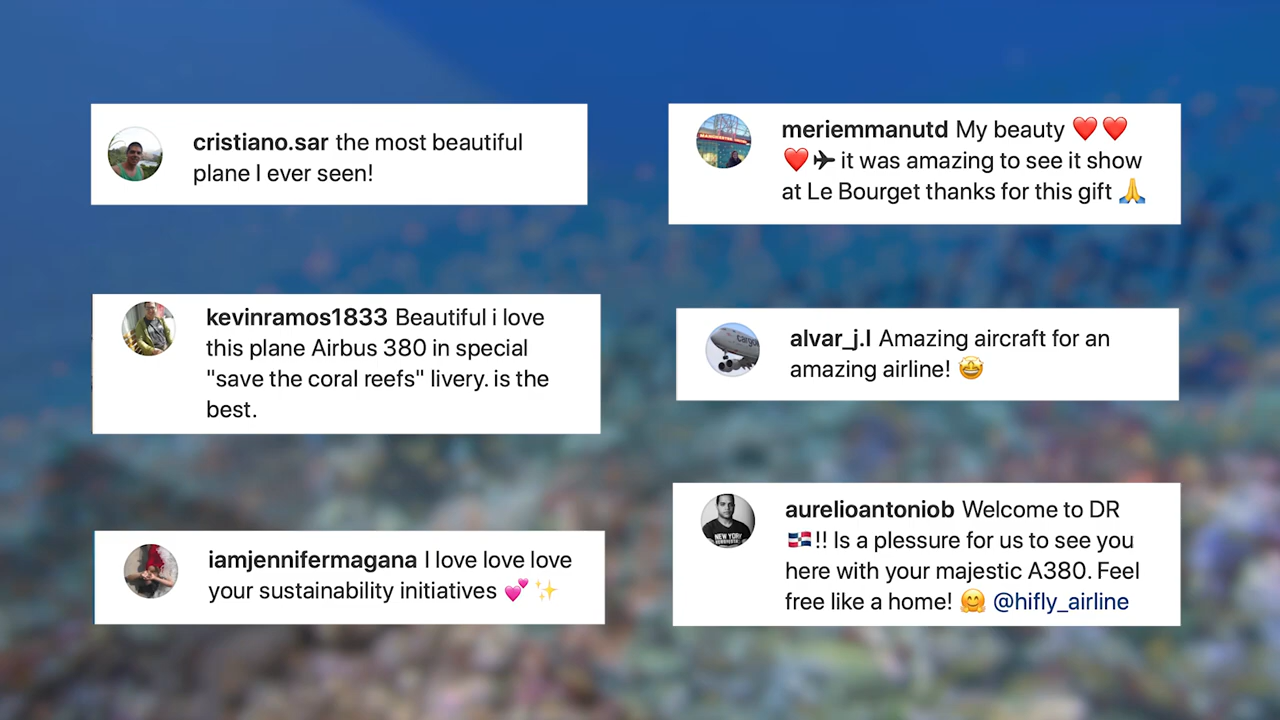 cristiano.sar the most beautiful
plane I ever seen!
kevinramos1833 Beautiful i love
this plane Airbus 380 in special
"save the coral reefs" livery. is the
best.
iamjennifermagana I love love love
your sustainability initiatives 💕✨
meriemmanutd My beauty ❤️❤️
❤️✈ it was amazing to see it show
at Le Bourget thanks for this gift 🙏
alvar_j.l Amazing aircraft for an
amazing airline! 🤩
aurelioantoniob Welcome to DR
🇩🇴!! Is a plessure for us to see you
here with your majestic A380. Feel
free like a home! 🤗 @hifly_airline
NEW YORK
cargo